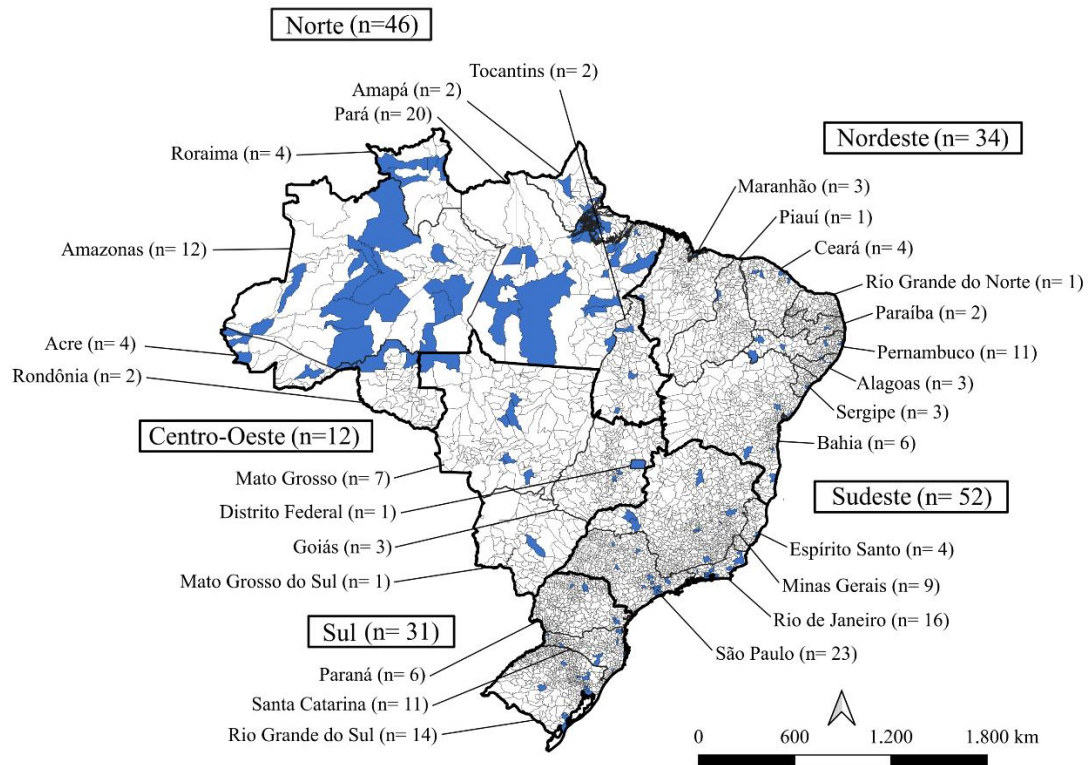 Norte (n=46)
Tocantins (n= 2)
Amapá (n= 2)
Pará (n= 20)
Roraima (n= 4)
Amazonas (n= 12)
Acre (n= 4)
Rondônia (n= 2)
Nordeste (n= 34)
Maranhão (n= 3)
Piauí (n= 1)
Ceará (n= 4)
Rio Grande do Norte (n= 1)
Paraíba (n= 2)
Pernambuco (n= 11)
Alagoas (n= 3)
Sergipe (n= 3)
Bahia (n= 6)
Centro-Oeste (n=12)
Mato Grosso (n= 7)
Distrito Federal (n= 1)
Goiás (n= 3)
Mato Grosso do Sul (n= 1)
Sudeste (n= 52)
Espírito Santo (n= 4)
Minas Gerais (n= 9)
Rio de Janeiro (n= 16)
São Paulo (n= 23)
Sul (n= 31)
Paraná (n= 6)
Santa Catarina (n= 11)
Rio Grande do Sul (n= 14)
0 600 1.200 1.800 km